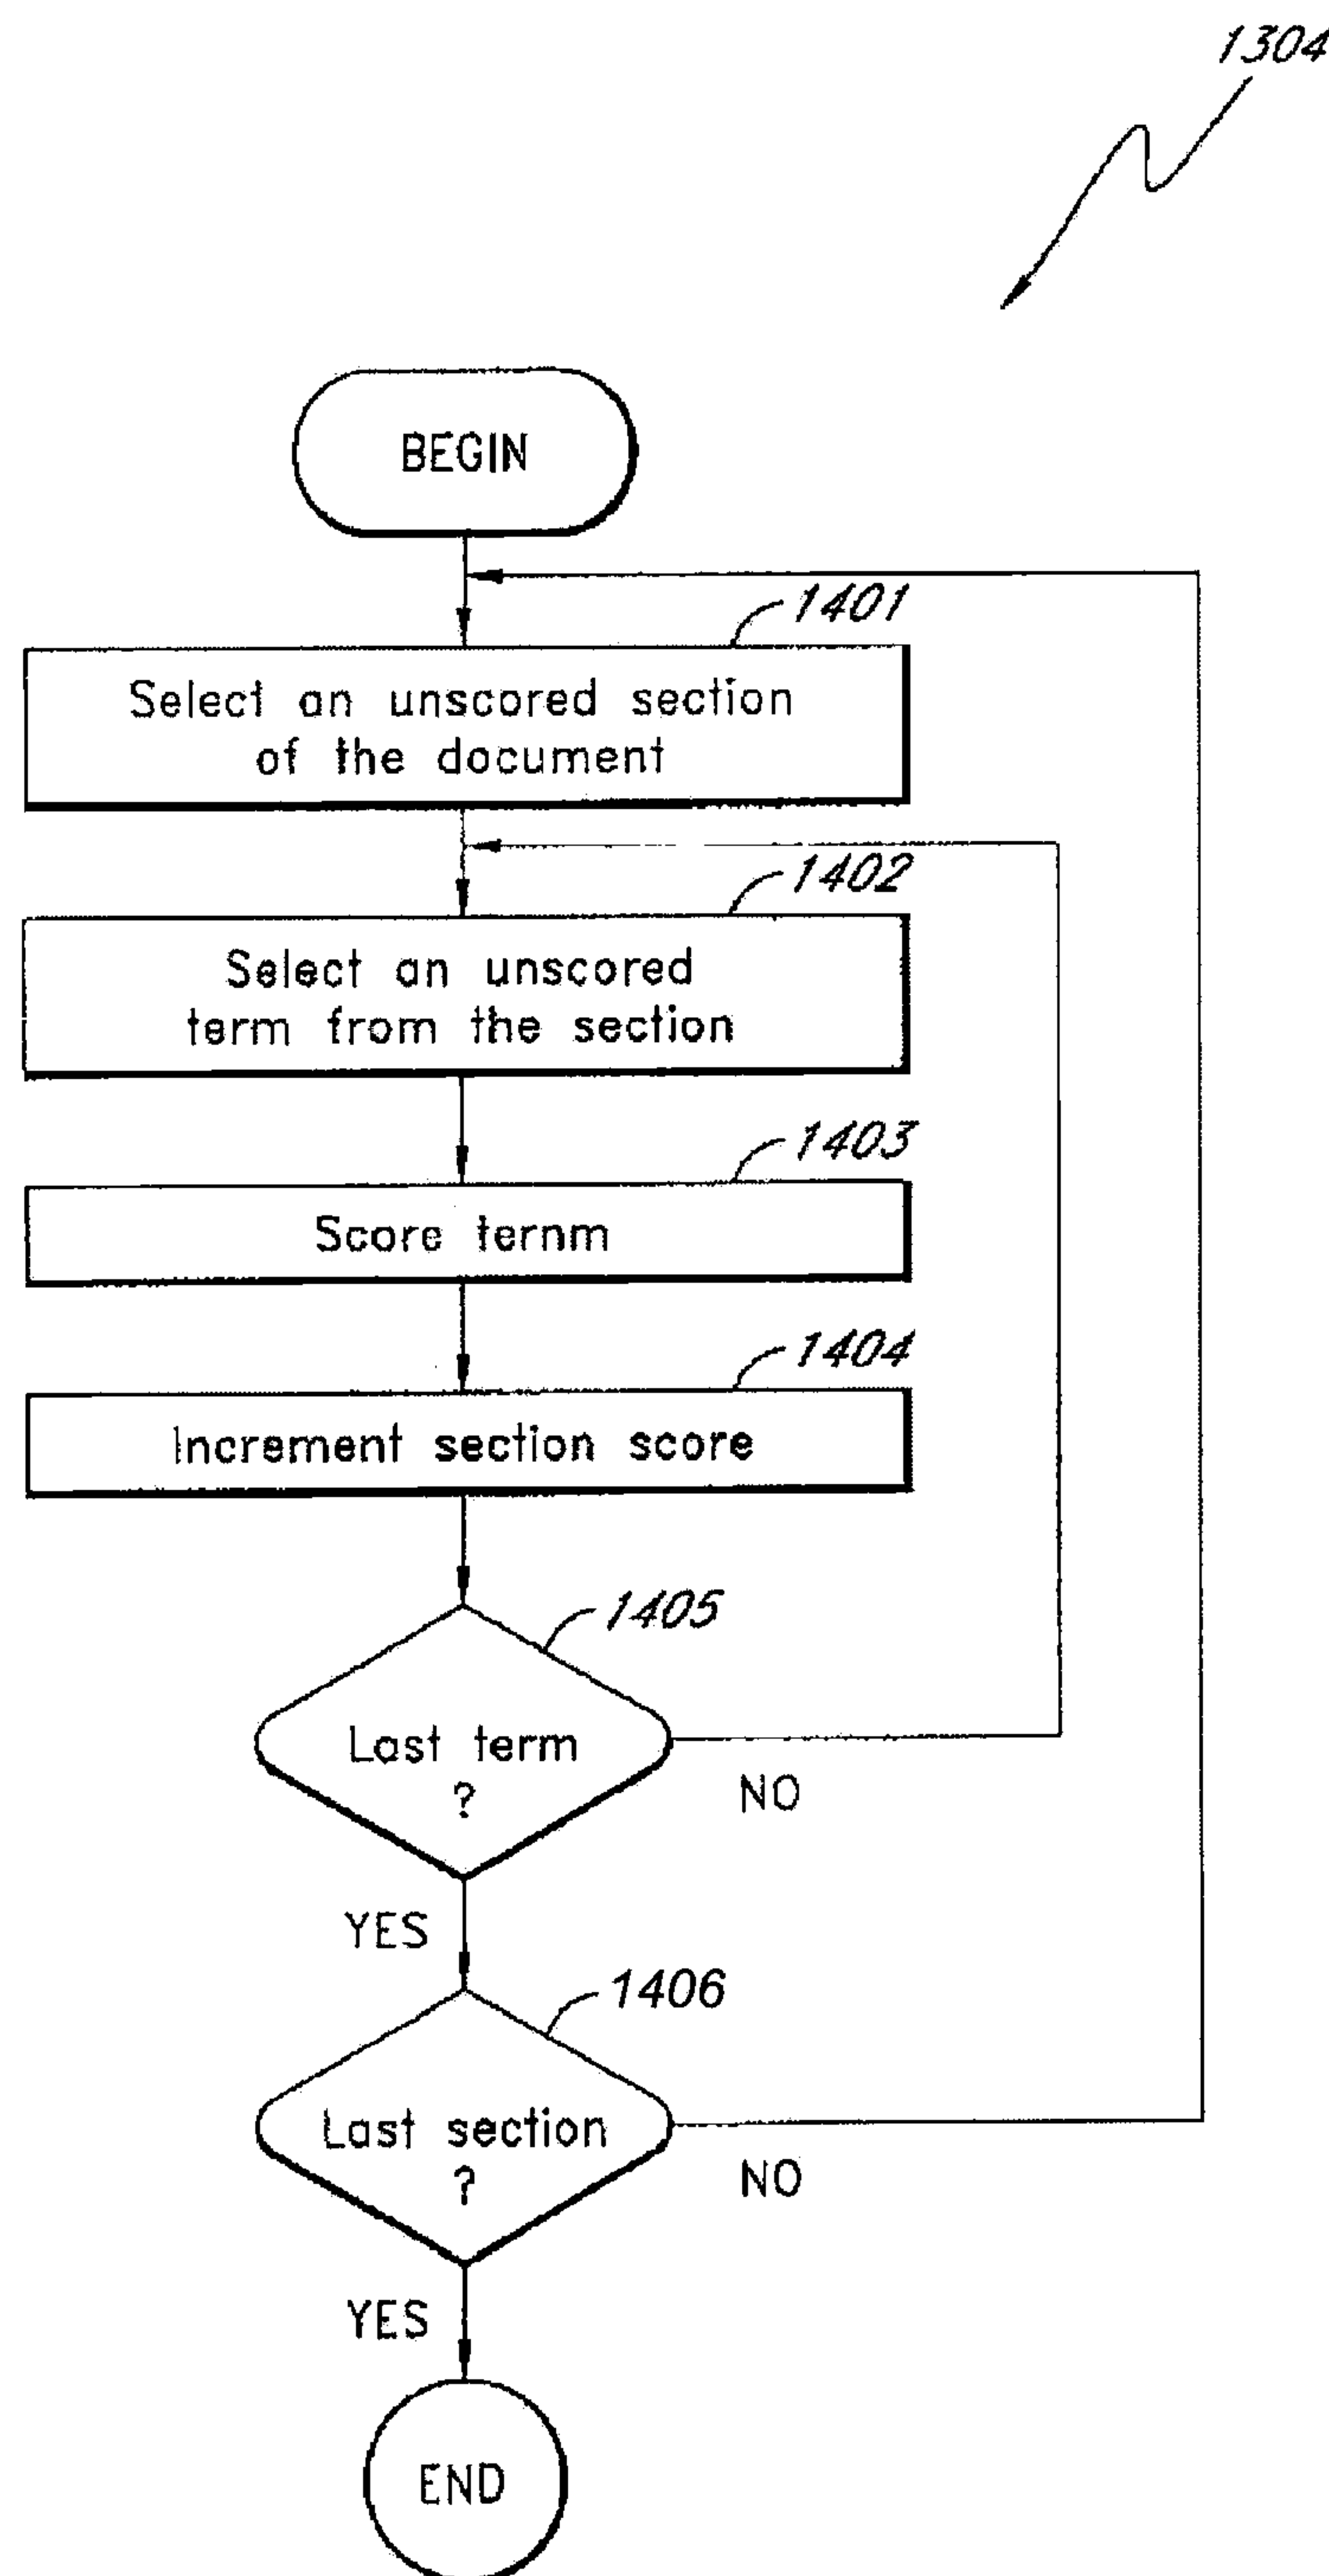 1304
BEGIN
1401
Select an unscored section
of the document
1402
Select an unscored
term from the section
1403
Score ternm
1404
Increment section score
1405
Last term
?
NO
YES
1406
Last section
?
NO
YES
END